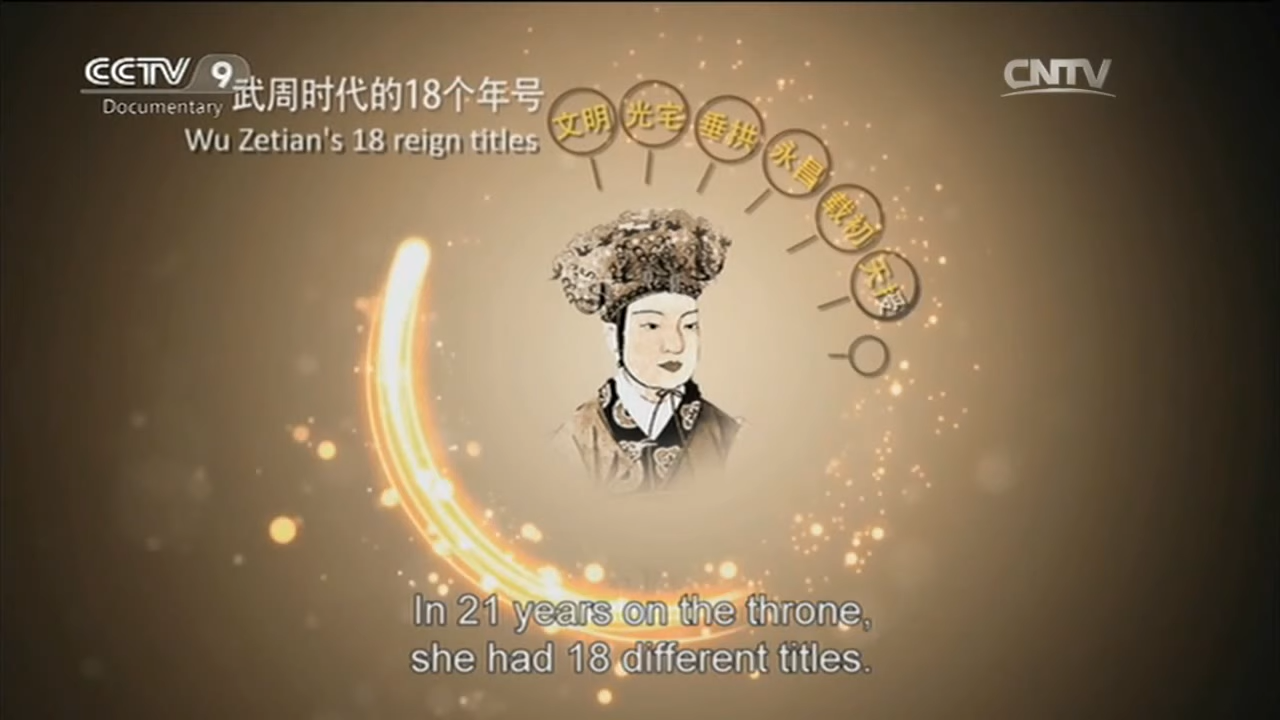 CCTV 9
Documentary
CNTV
武周时代的18个年号
Wu Zetian's 18 reign titles
文明
光宅
垂拱
永昌
载初
天授
In 21 years on the throne,
she had 18 different titles.